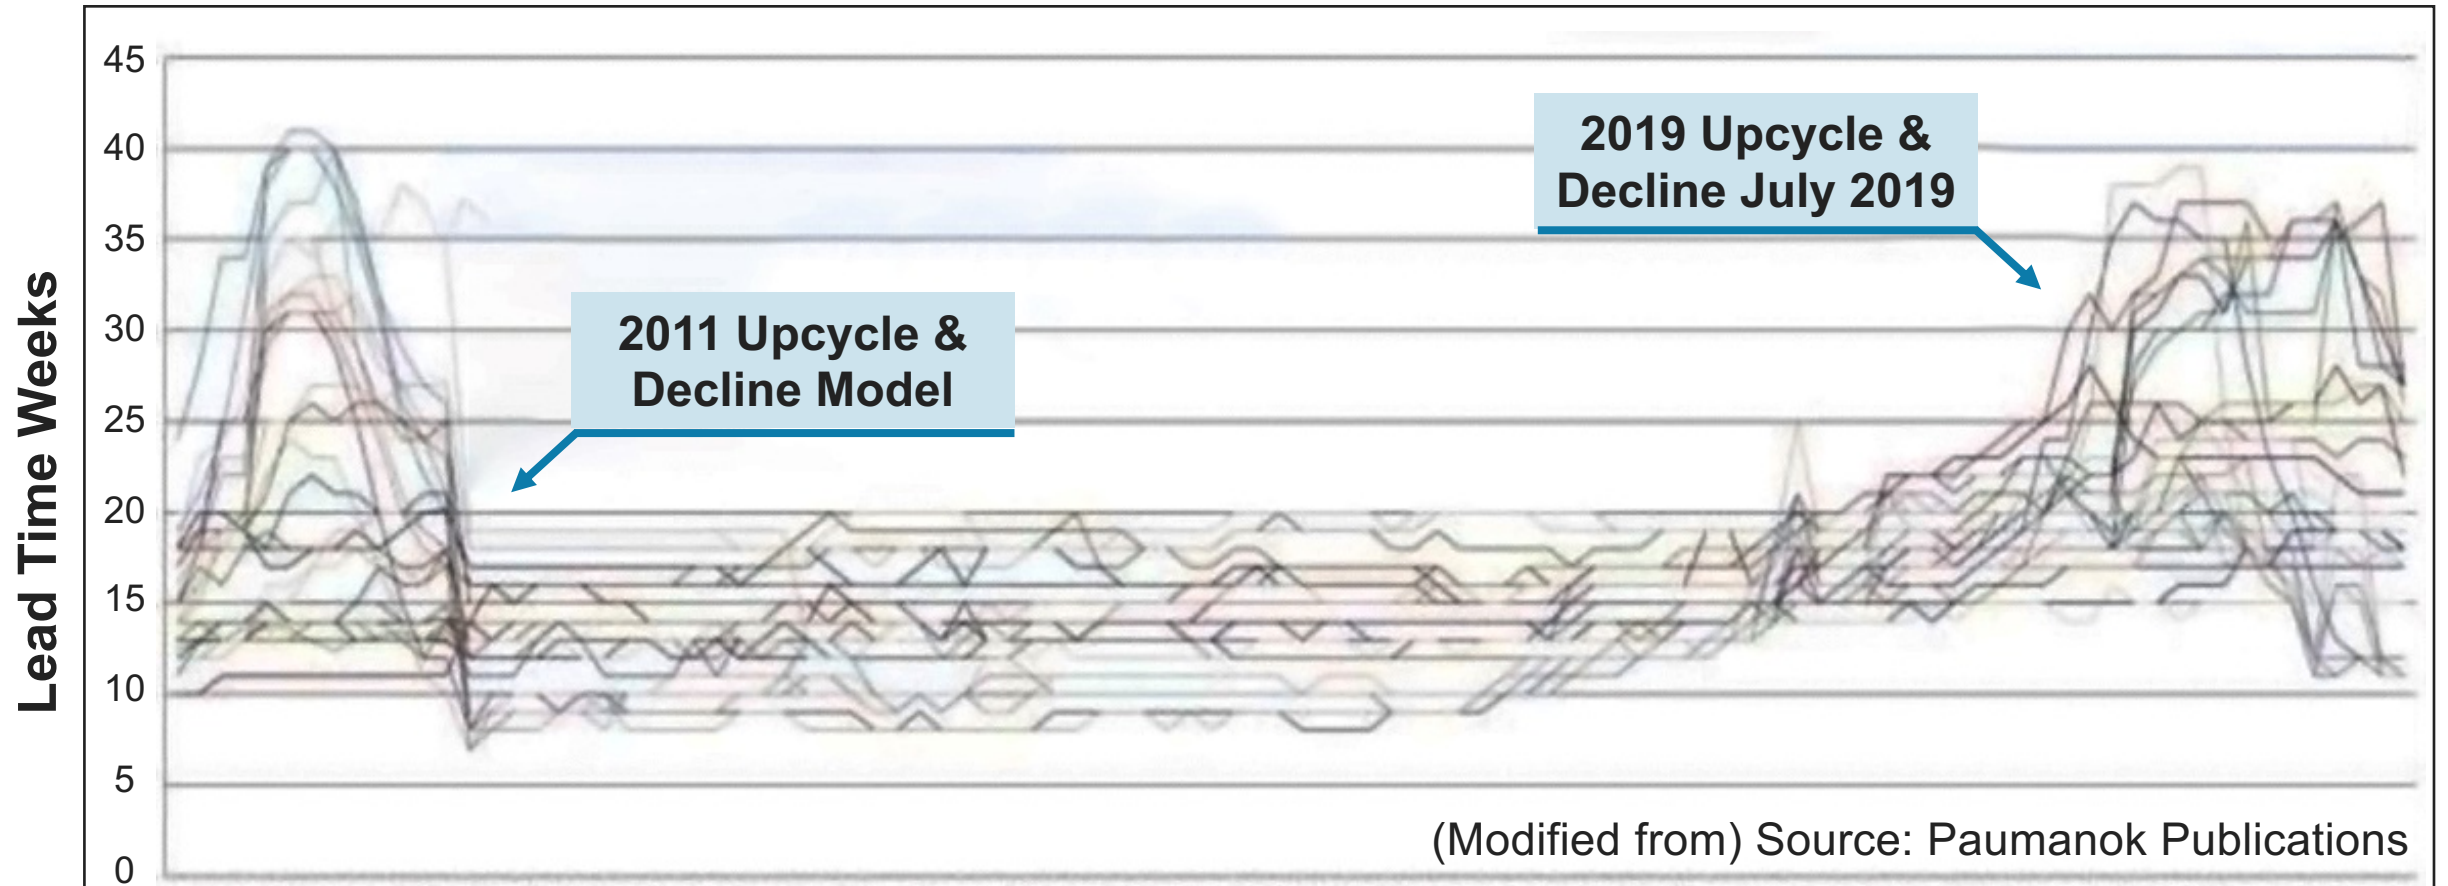 45
40
35
30
25
20
15
10
5
0
Lead Time Weeks
2011 Upcycle &
Decline Model
2019 Upcycle &
Decline July 2019
(Modified from) Source: Paumanok Publications